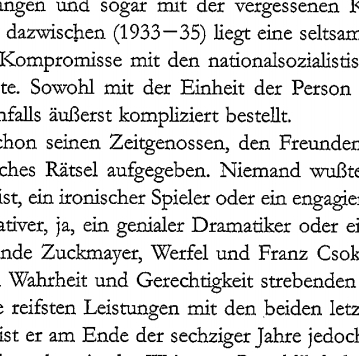 ungen und sogar mit der vergessenen K
dazwischen (1933–35) liegt eine seltsam
Kompromisse mit den nationalsozialistis
te. Sowohl mit der Einheit der Person
nfalls äußerst kompliziert bestellt.
chon seinen Zeitgenossen, den Freunden
ches Rätsel aufgegeben. Niemand wußte
ist, ein ironischer Spieler oder ein engagie
ativer, ja, ein genialer Dramatiker oder ei
nde Zuckmayer, Werfel und Franz Csok
Wahrheit und Gerechtigkeit strebenden
e reifsten Leistungen mit den beiden letz
ist er am Ende der sechziger Jahre jedoch